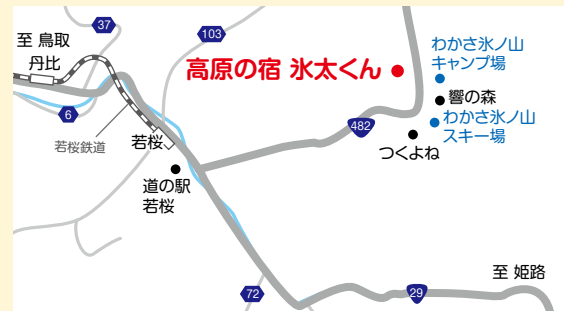 37
至 鳥取
丹比
103
わかさ氷ノ山
キャンプ場
高原の宿 氷太くん
響の森
6
若桜鉄道
若桜
482
わかさ氷ノ山
スキー場
つくよね
道の駅
若桜
至 姫路
72
29